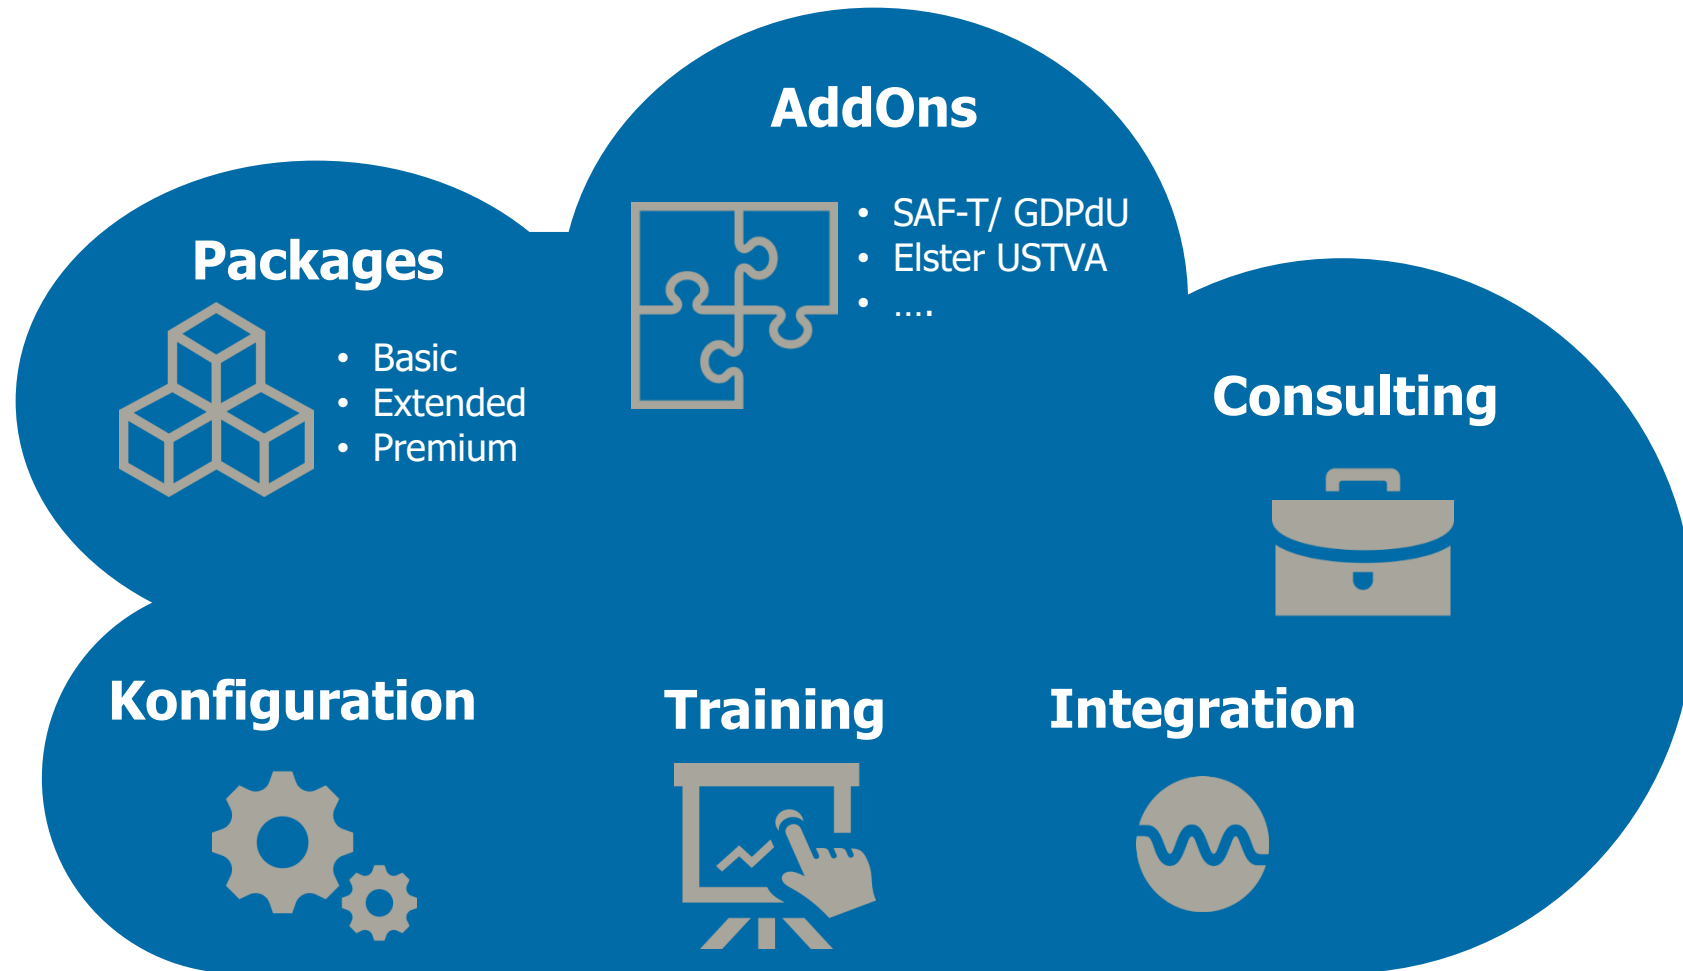 AddOns
• SAF-T/ GDPdU
• Elster USTVA
• ....
Packages
• Basic
• Extended
• Premium
Consulting
Konfiguration
Training
Integration